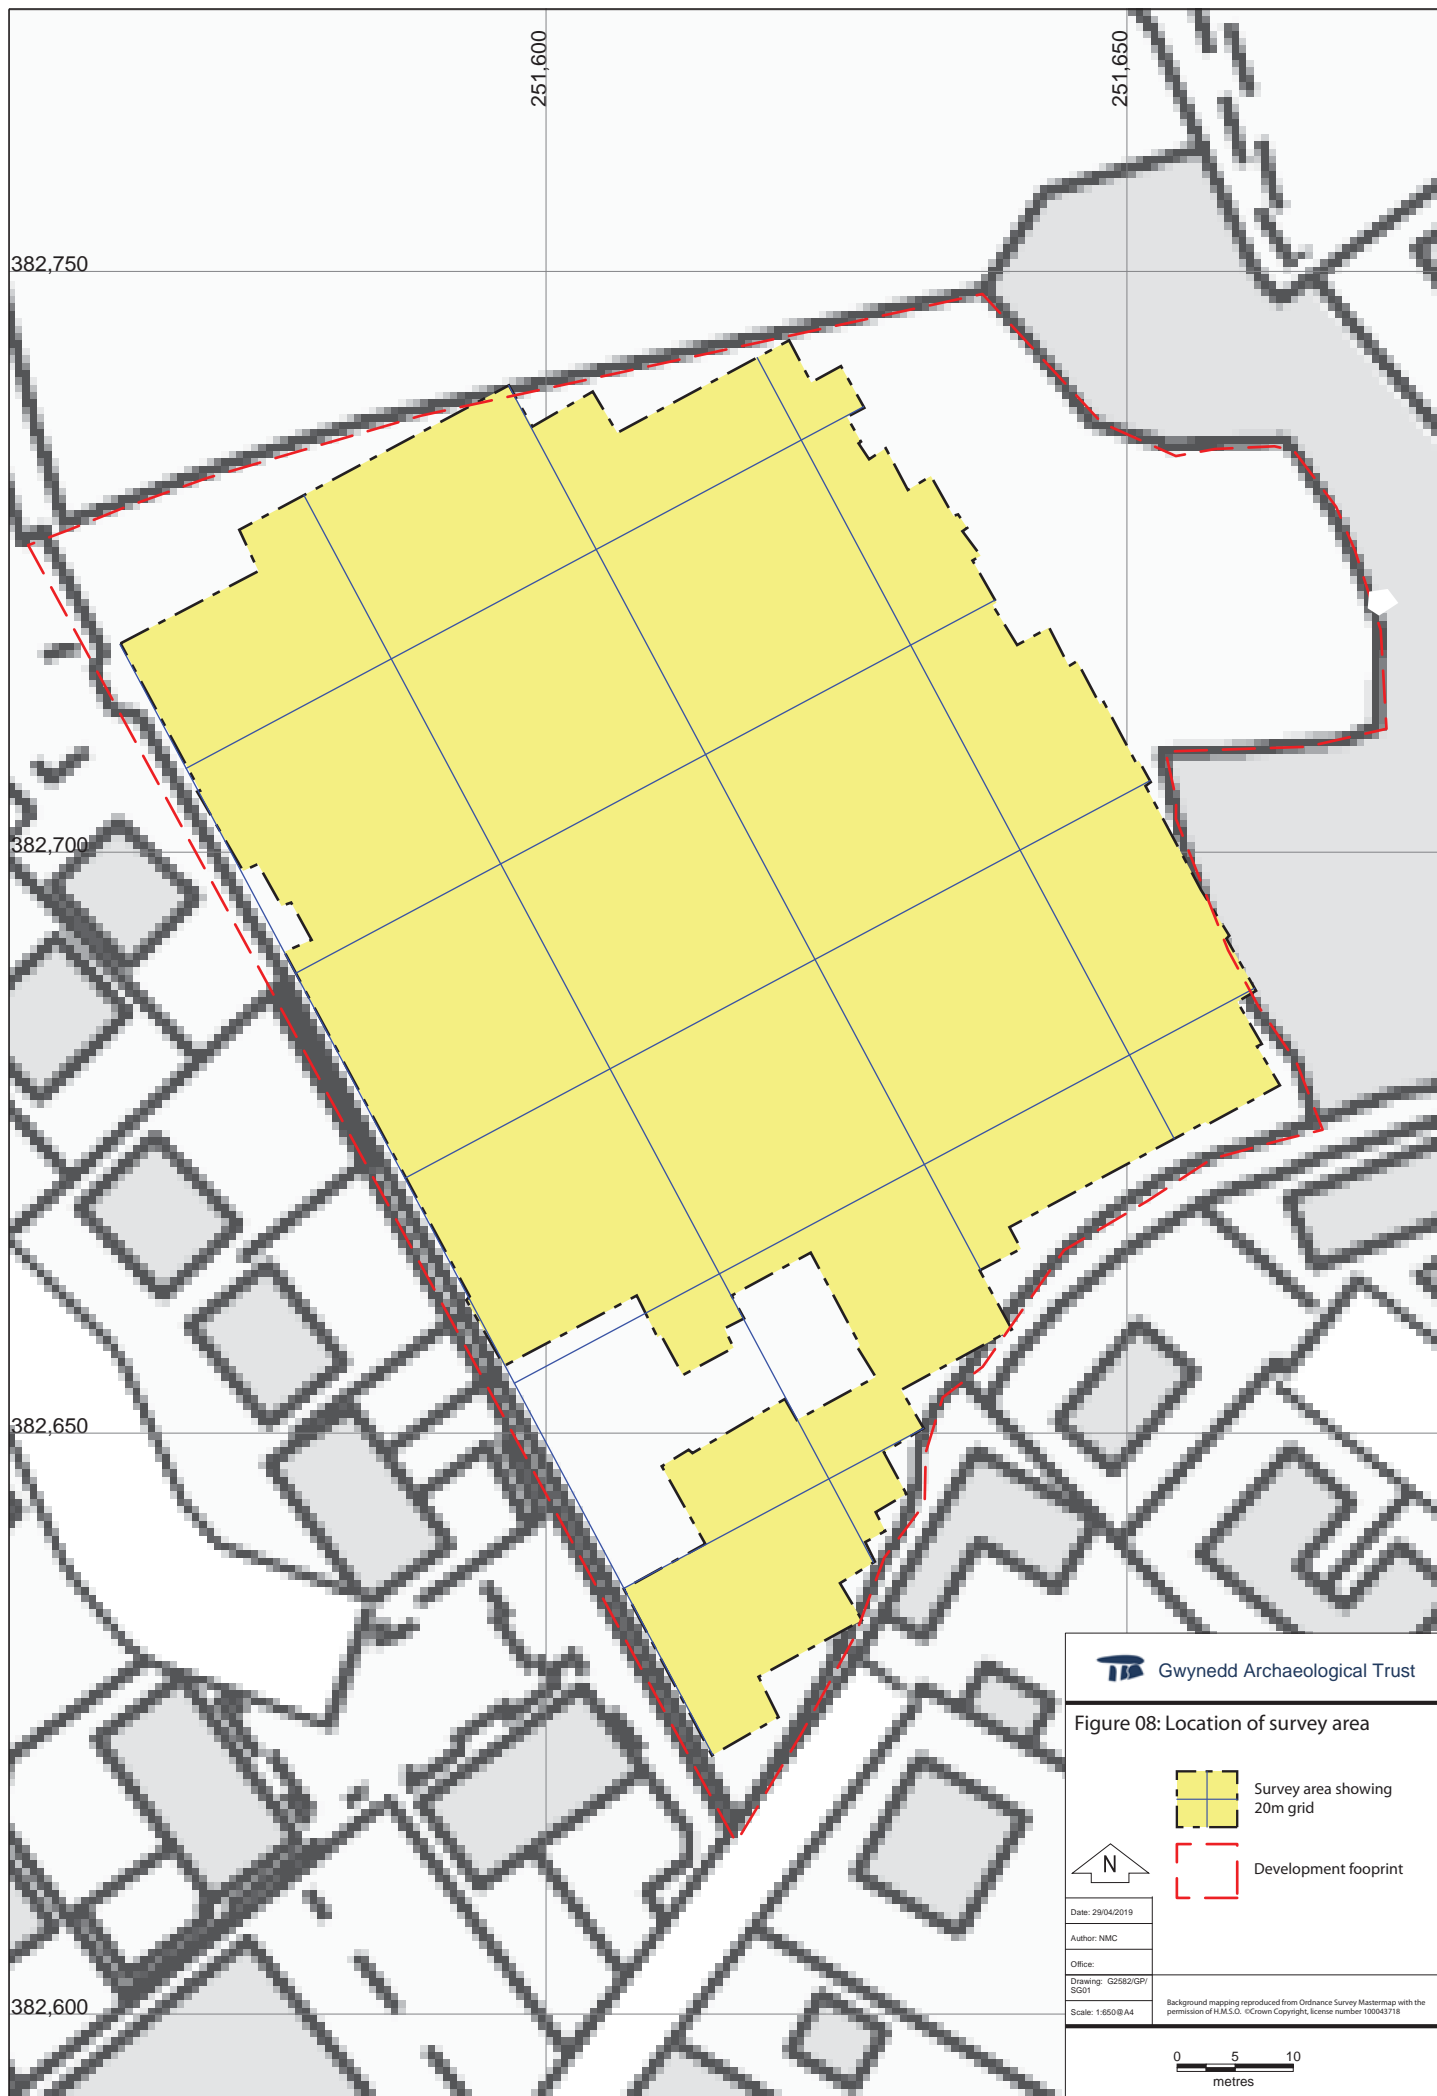 251,600
251,650
382,750
382,700
382,650
382,600
Gwynedd Archaeological Trust
Figure 08: Location of survey area
Survey area showing
20m grid
N
Development fooprint
Date: 29/04/2019
Author: NMC
Office:
Drawing: G2582/GP/
SG01
Scale: 1:650@A4
Background mapping reproduced from Ordnance Survey Mastermap with the
permission of H.M.S.O. ©Crown Copyright, license number 100043718
0 5 10
metres